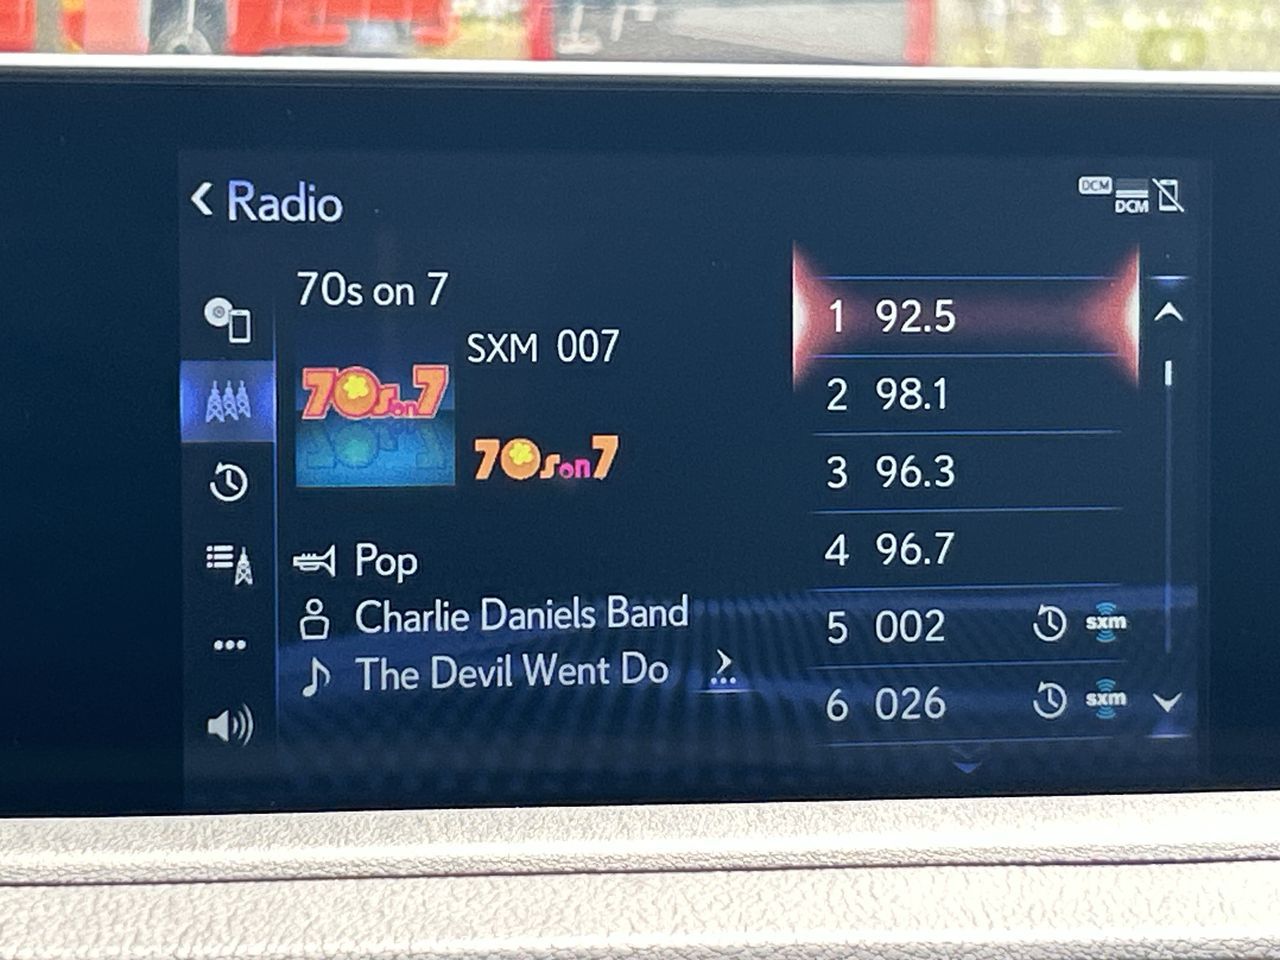 Radio
DCM
DCM
70s on 7
SXM 007
70s on 7
70s on 7
Pop
Charlie Daniels Band
The Devil Went Do
1 92.5
2 98.1
3 96.3
4 96.7
5 002 sxm
6 026 sxm